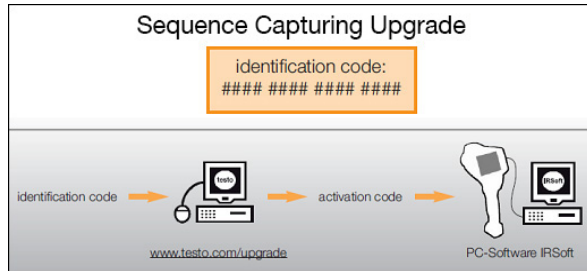 Sequence Capturing Upgrade
identification code:
#### #### #### ####
identification code
testo
activation code
IRSoft
www.testo.com/upgrade
PC-Software IRSoft